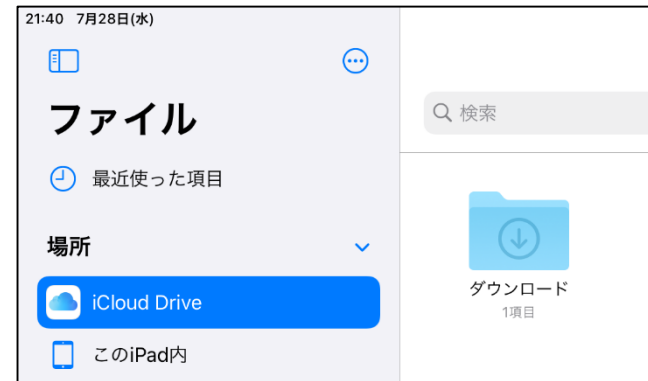 21:40 7月28日(水)
ファイル
検索
最近使った項目
場所
iCloud Drive
ダウンロード
1項目
このiPad内